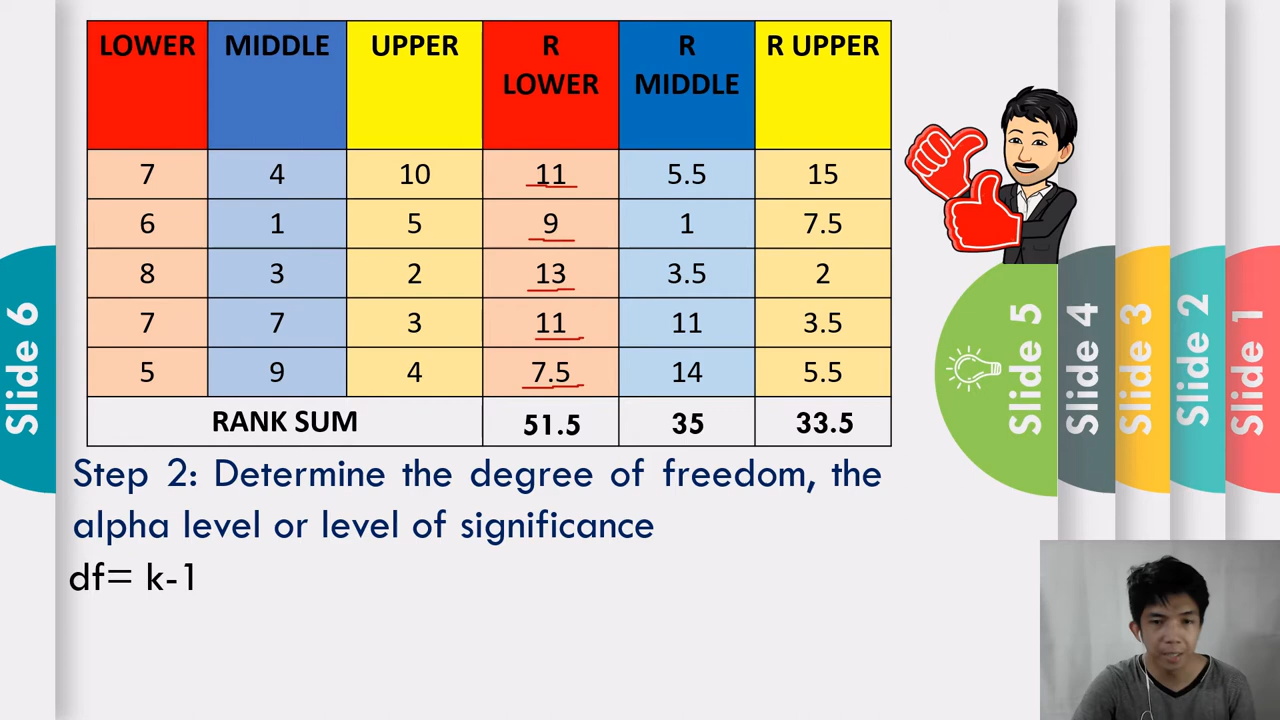 LOWER MIDDLE UPPER R LOWER R MIDDLE R UPPER
7 4 10 11 5.5 15
6 1 5 9 1 7.5
8 3 2 13 3.5 2
7 7 3 11 11 3.5
5 9 4 7.5 14 5.5
RANK SUM 51.5 35 33.5
Step 2: Determine the degree of freedom, the
alpha level or level of significance
df= k-1
Slide 6
Slide 5
Slide 4
Slide 3
Slide 2
Slide 1